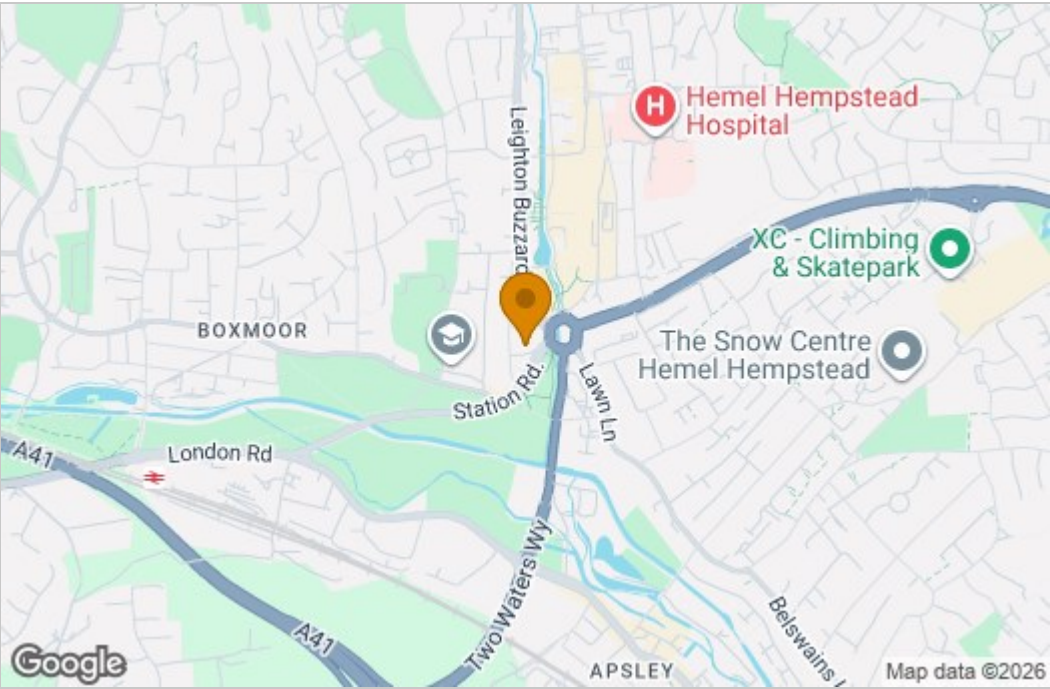 Hemel Hempstead
Hospital
Leighton Buzzard
XC - Climbing
& Skatepark
BOXMOOR
The Snow Centre
Hemel Hempstead
Station Rd.
Lawn Ln
A41
London Rd
Two Waters Wy
Belswains
A41
APSLEY
Google
Map data ©2026